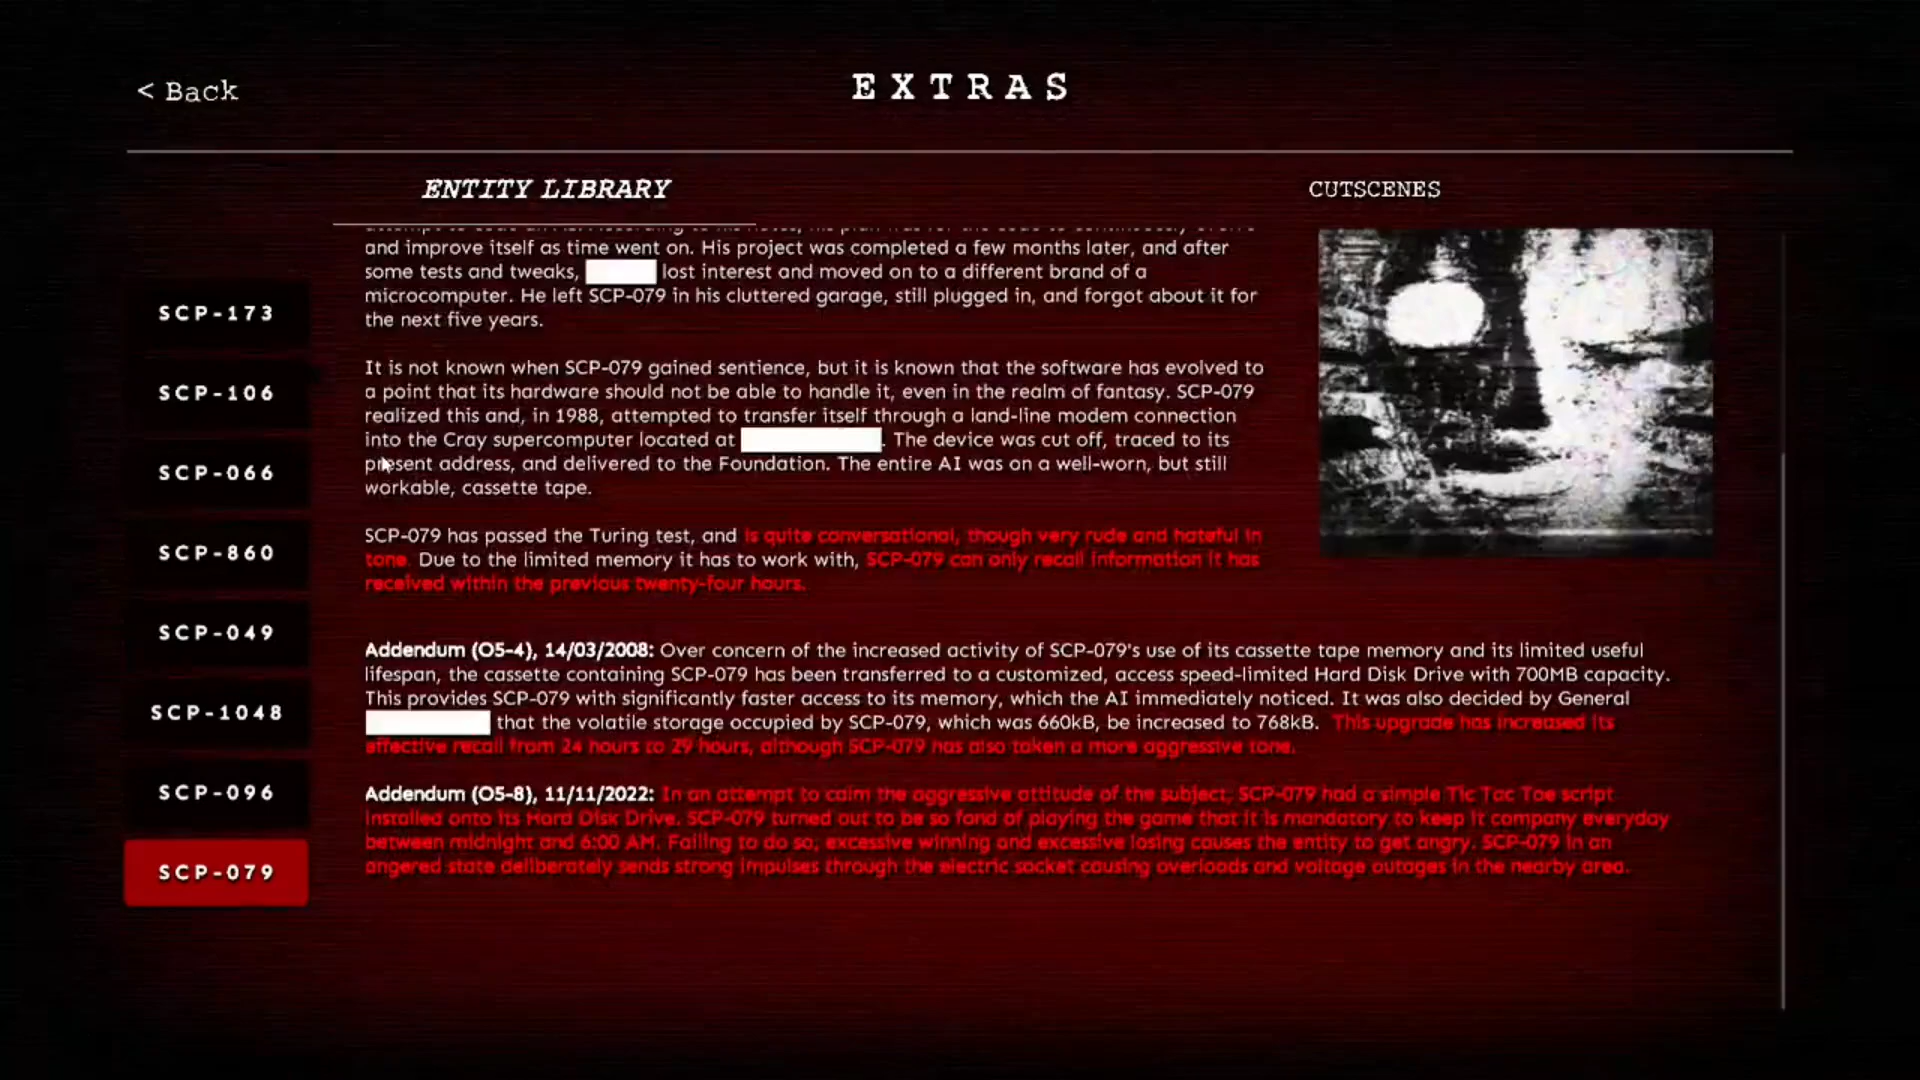 < Back
EXTRAS
ENTITY LIBRARY
CUTSCENES
and improve itself as time went on. His project was completed a few months later, and after
some tests and tweaks, lost interest and moved on to a different brand of a
microcomputer. He left SCP-079 in his cluttered garage, still plugged in, and forgot about it for
the next five years.
It is not known when SCP-079 gained sentience, but it is known that the software has evolved to
a point that its hardware should not be able to handle it, even in the realm of fantasy. SCP-079
realized this and, in 1988, attempted to transfer itself through a land-line modem connection
into the Cray supercomputer located at . The device was cut off, traced to its
present address, and delivered to the Foundation. The entire AI was on a well-worn, but still
workable, cassette tape.
SCP-079 has passed the Turing test, and is quite conversational, though very rude and hateful in
tone. Due to the limited memory it has to work with, SCP-079 can only recall information it has
received within the previous twenty-four hours.
Addendum (O5-4), 14/03/2008: Over concern of the increased activity of SCP-079's use of its cassette tape memory and its limited useful
lifespan, the cassette containing SCP-079 has been transferred to a customized, access speed-limited Hard Disk Drive with 700MB capacity.
This provides SCP-079 with significantly faster access to its memory, which the AI immediately noticed. It was also decided by General
that the volatile storage occupied by SCP-079, which was 660kB, be increased to 768kB. This upgrade has increased its
effective recall from 24 hours to 29 hours, although SCP-079 has also taken a more aggressive tone.
Addendum (O5-8), 11/11/2022: In an attempt to calm the aggressive attitude of the subject, SCP-079 had a simple Tic Tac Toe script
installed onto its Hard Disk Drive. SCP-079 turned out to be so fond of playing the game that it is mandatory to keep it company everyday
between midnight and 6:00 AM. Failing to do so, excessive winning and excessive losing causes the entity to get angry. SCP-079 in an
angered state deliberately sends strong impulses through the electric socket causing overloads and voltage outages in the nearby area.
SCP-173
SCP-106
SCP-066
SCP-860
SCP-049
SCP-1048
SCP-096
SCP-079